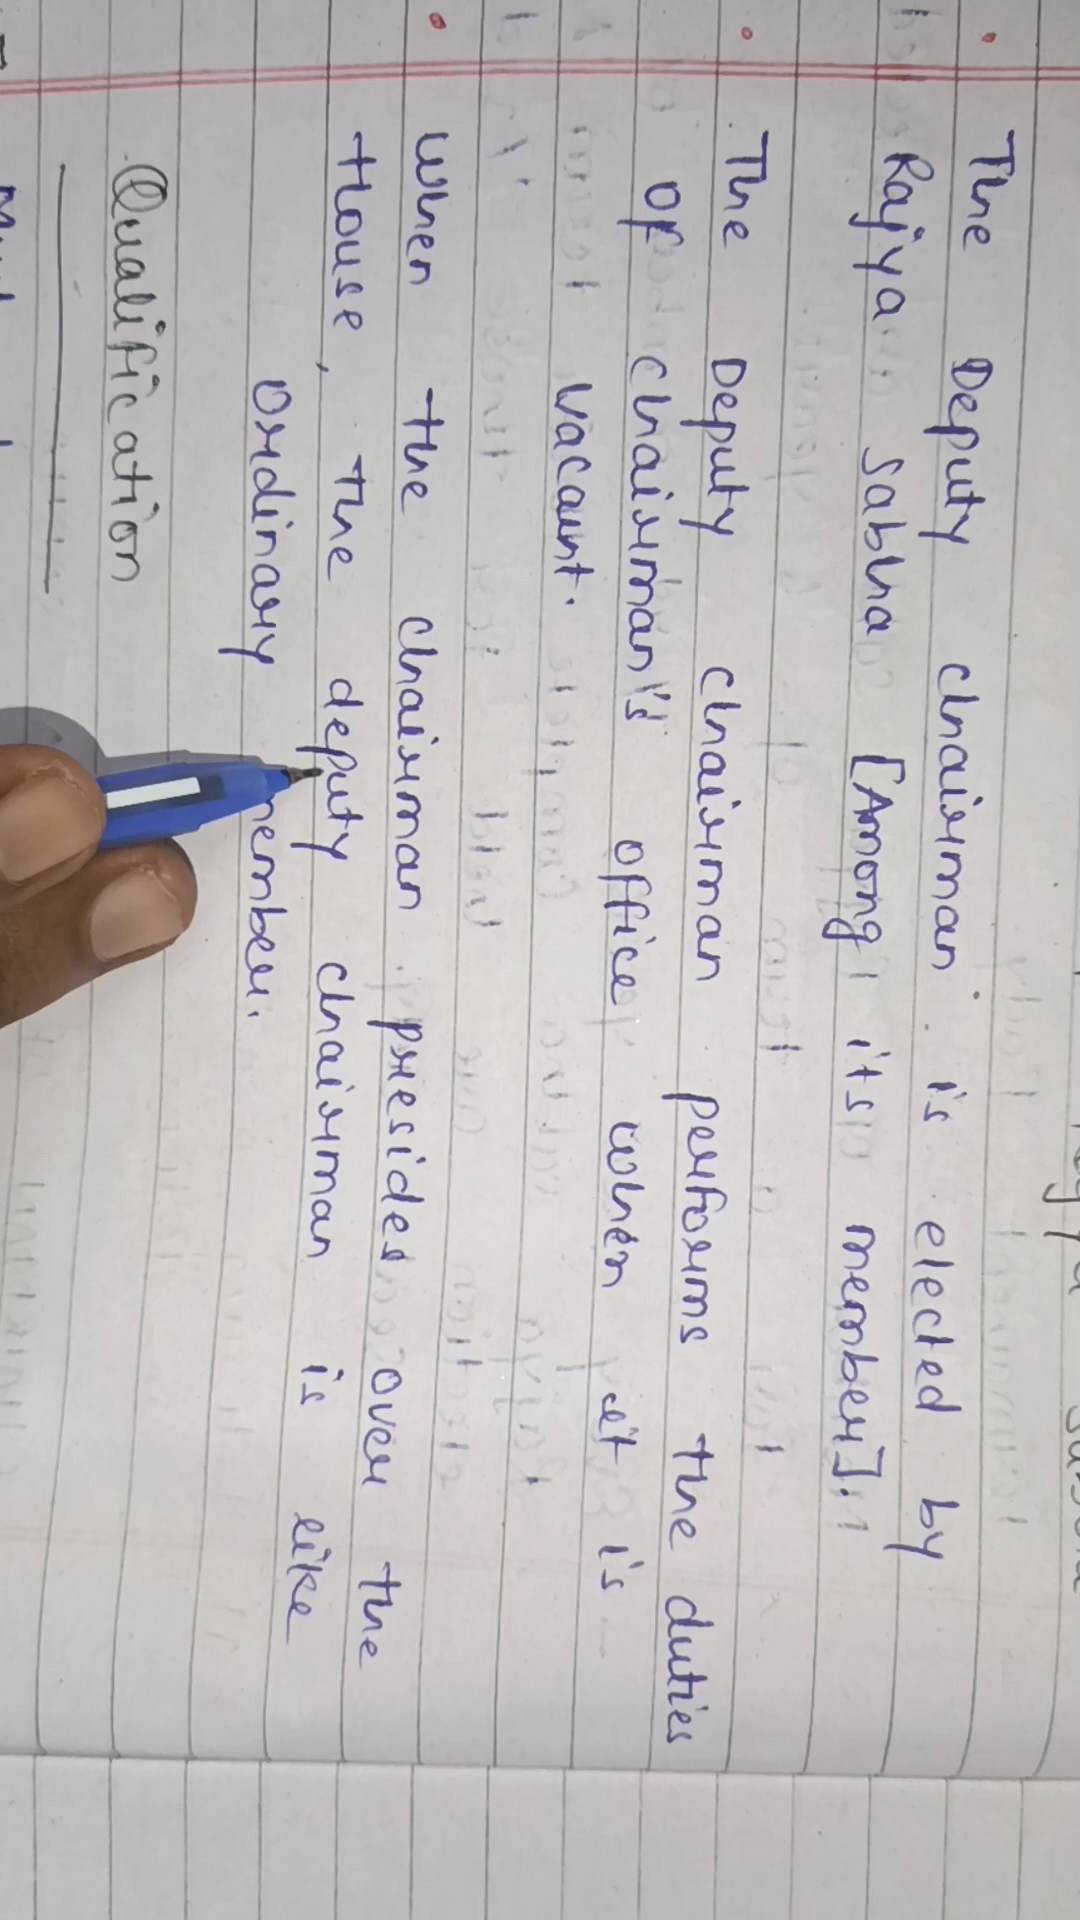 The Deputy Chairman is elected by
Rajya Sabha [Among its member].
The Deputy Chairman performs the duties
of Chairman's office when it is
vacant.
When the Chairman presides over the
House, the deputy chairman is like
Ordinary member.
Qualification